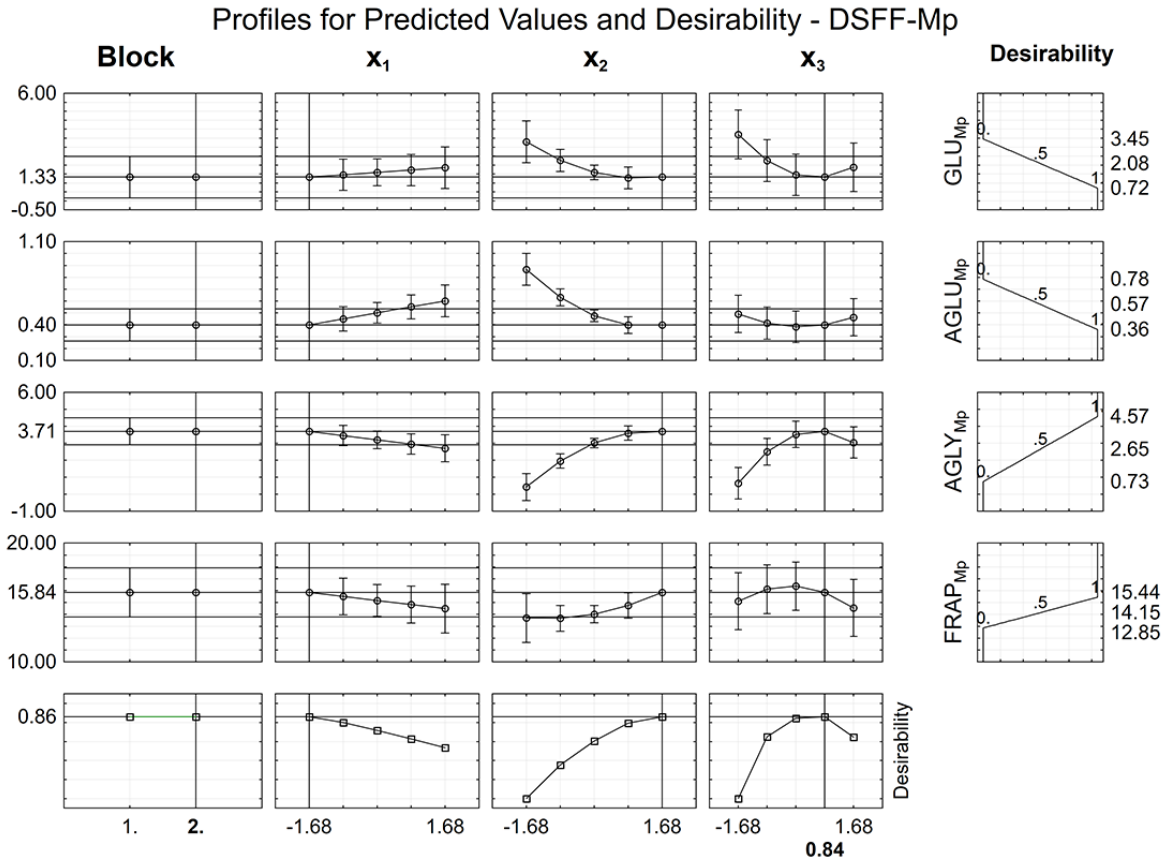 Profiles for Predicted Values and Desirability - DSFF-Mp
Block x₁ x₂ x₃ Desirability
6.00
1.33
-0.50
0. .5 1
GLU_Mp
3.45
2.08
0.72
1.10
0.40
0.10
0. .5 1
AGLU_Mp
0.78
0.57
0.36
6.00
3.71
-1.00
0. .5 1
AGLY_Mp
4.57
2.65
0.73
20.00
15.84
10.00
0. .5 1
FRAP_Mp
15.44
14.15
12.85
0.86
Desirability
1. 2. -1.68 1.68 -1.68 1.68 -1.68 1.68
0.84